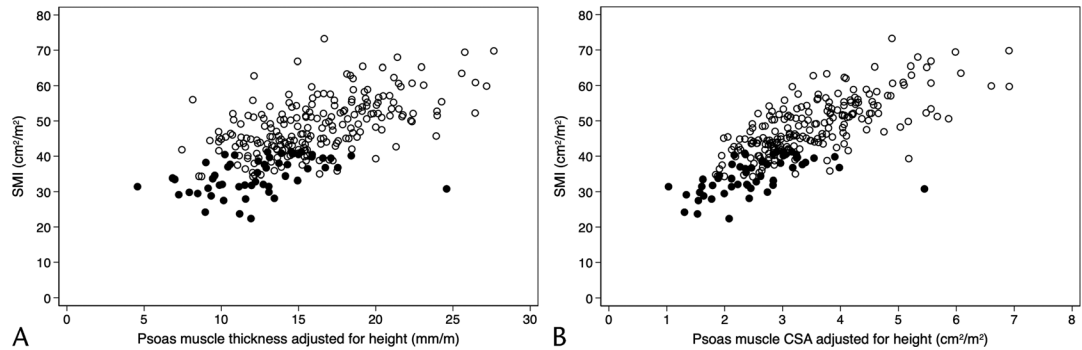 80
70
60
50
40
30
20
10
0
SMI (cm²/m²)
0 5 10 15 20 25 30
Psoas muscle thickness adjusted for height (mm/m)
A
80
70
60
50
40
30
20
10
0
SMI (cm²/m²)
0 1 2 3 4 5 6 7 8
Psoas muscle CSA adjusted for height (cm²/m²)
B